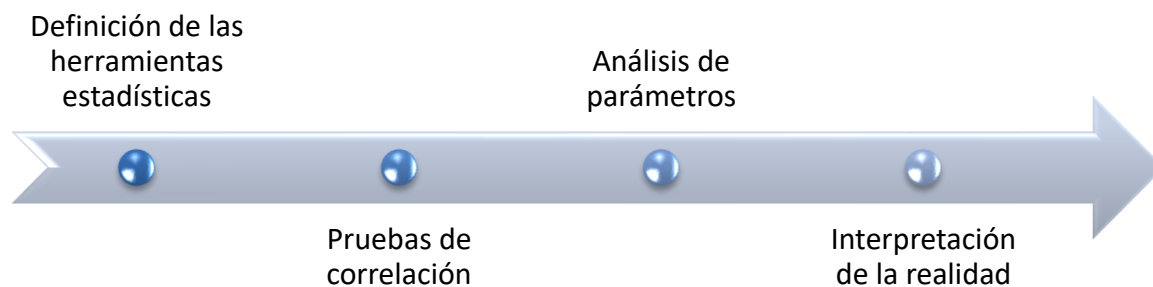 Definición de las
herramientas
estadísticas
Pruebas de
correlación
Análisis de
parámetros
Interpretación
de la realidad